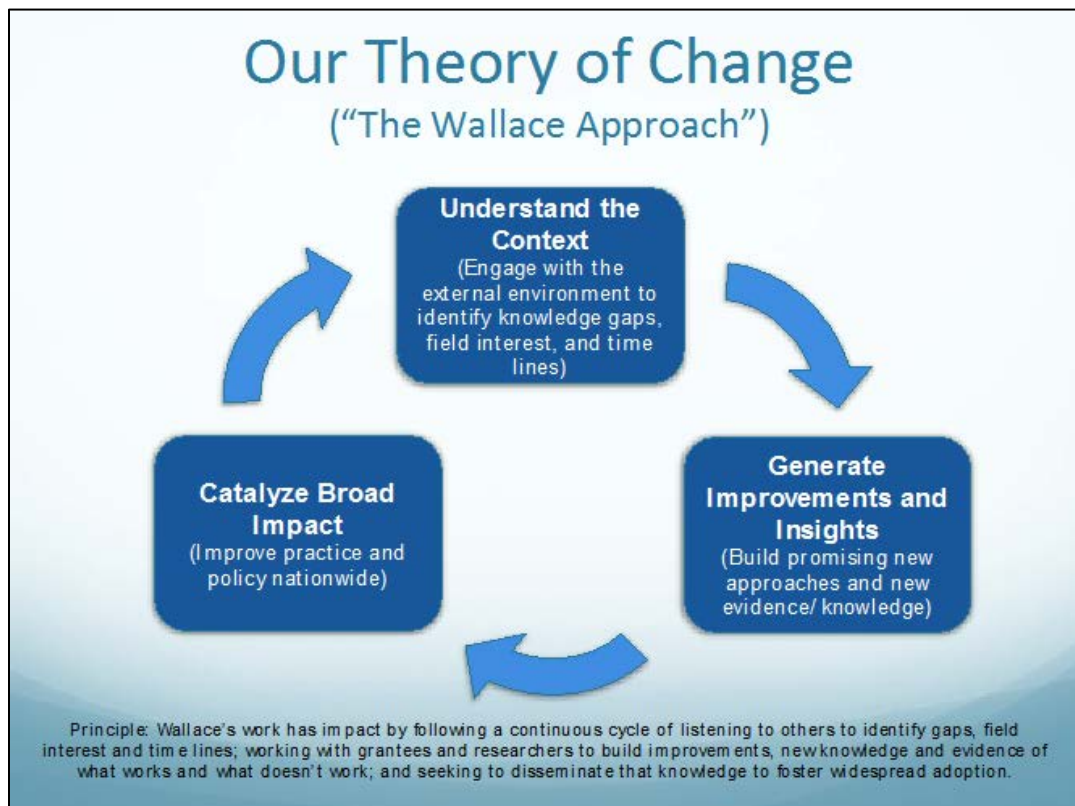 Our Theory of Change
(“The Wallace Approach”)
Understand the
Context
(Engage with the
external environment to
identify knowledge gaps,
field interest, and time
lines)
Generate
Improvements and
Insights
(Build promising new
approaches and new
evidence/ knowledge)
Catalyze Broad
Impact
(Improve practice and
policy nationwide)
Principle: Wallace’s work has impact by following a continuous cycle of listening to others to identify gaps, field
interest and time lines; working with grantees and researchers to build improvements, new knowledge and evidence of
what works and what doesn’t work; and seeking to disseminate that knowledge to foster widespread adoption.